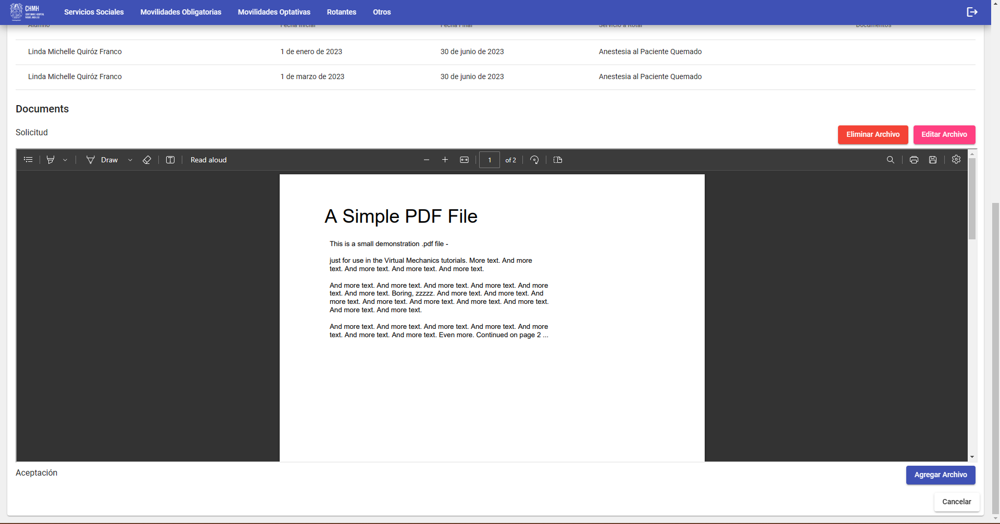 CHMH
CENTENARIO HOSPITAL
MIGUEL HIDALGO
Servicios Sociales
Movilidades Obligatorias
Movilidades Optativas
Rotantes
Otros
Alumno
Fecha Inicial
Fecha Final
Servicio a Rotar
Documentos
Linda Michelle Quiróz Franco
1 de enero de 2023
30 de junio de 2023
Anestesia al Paciente Quemado
Linda Michelle Quiróz Franco
1 de marzo de 2023
30 de junio de 2023
Anestesia al Paciente Quemado
Documents
Solicitud
Eliminar Archivo
Editar Archivo
Draw
Read aloud
1
of 2
A Simple PDF File
This is a small demonstration .pdf file -
just for use in the Virtual Mechanics tutorials. More text. And more
text. And more text. And more text. And more text.
And more text. And more text. And more text. And more text. And more
text. And more text. Boring, zzzzz. And more text. And more text. And
more text. And more text. And more text. And more text. And more text.
And more text. And more text.
And more text. And more text. And more text. And more text. And more
text. And more text. And more text. Even more. Continued on page 2 ...
Aceptación
Agregar Archivo
Cancelar